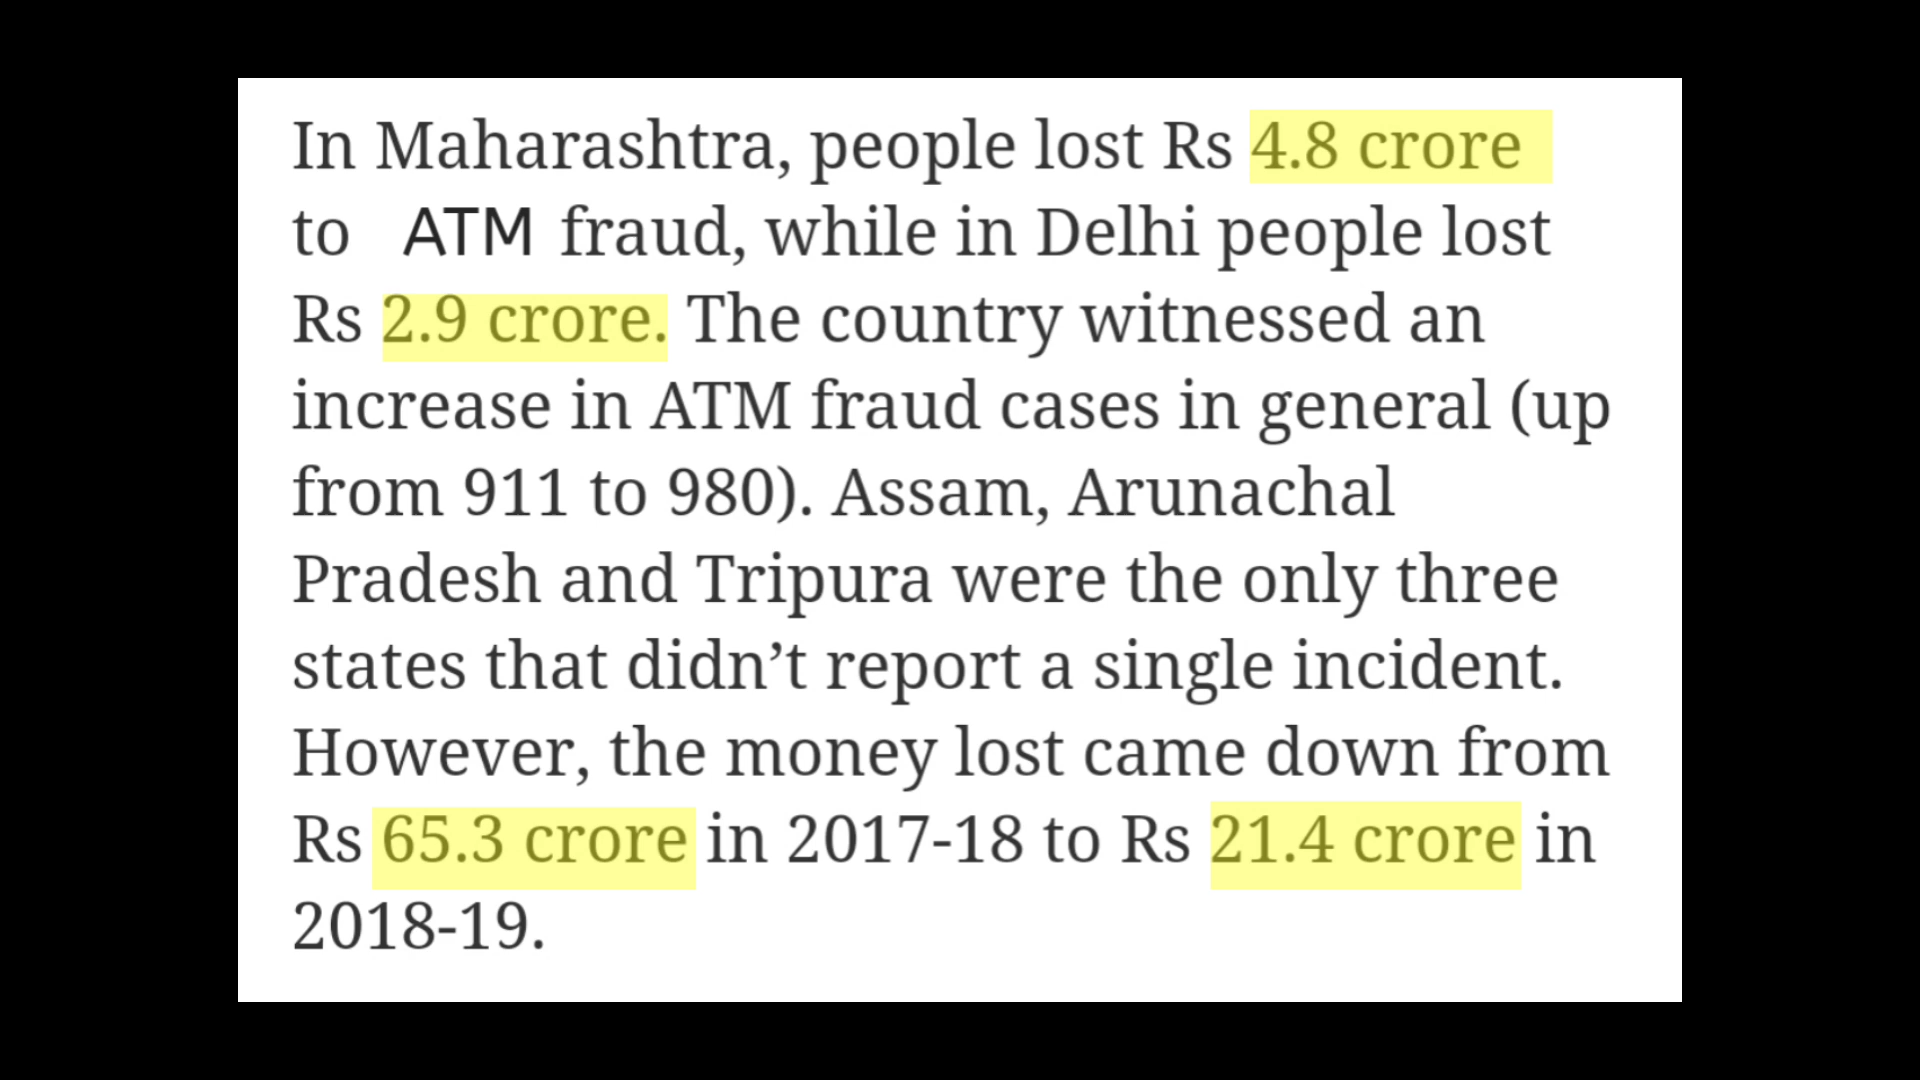 In Maharashtra, people lost Rs 4.8 crore
to ATM fraud, while in Delhi people lost
Rs 2.9 crore. The country witnessed an
increase in ATM fraud cases in general (up
from 911 to 980). Assam, Arunachal
Pradesh and Tripura were the only three
states that didn’t report a single incident.
However, the money lost came down from
Rs 65.3 crore in 2017-18 to Rs 21.4 crore in
2018-19.